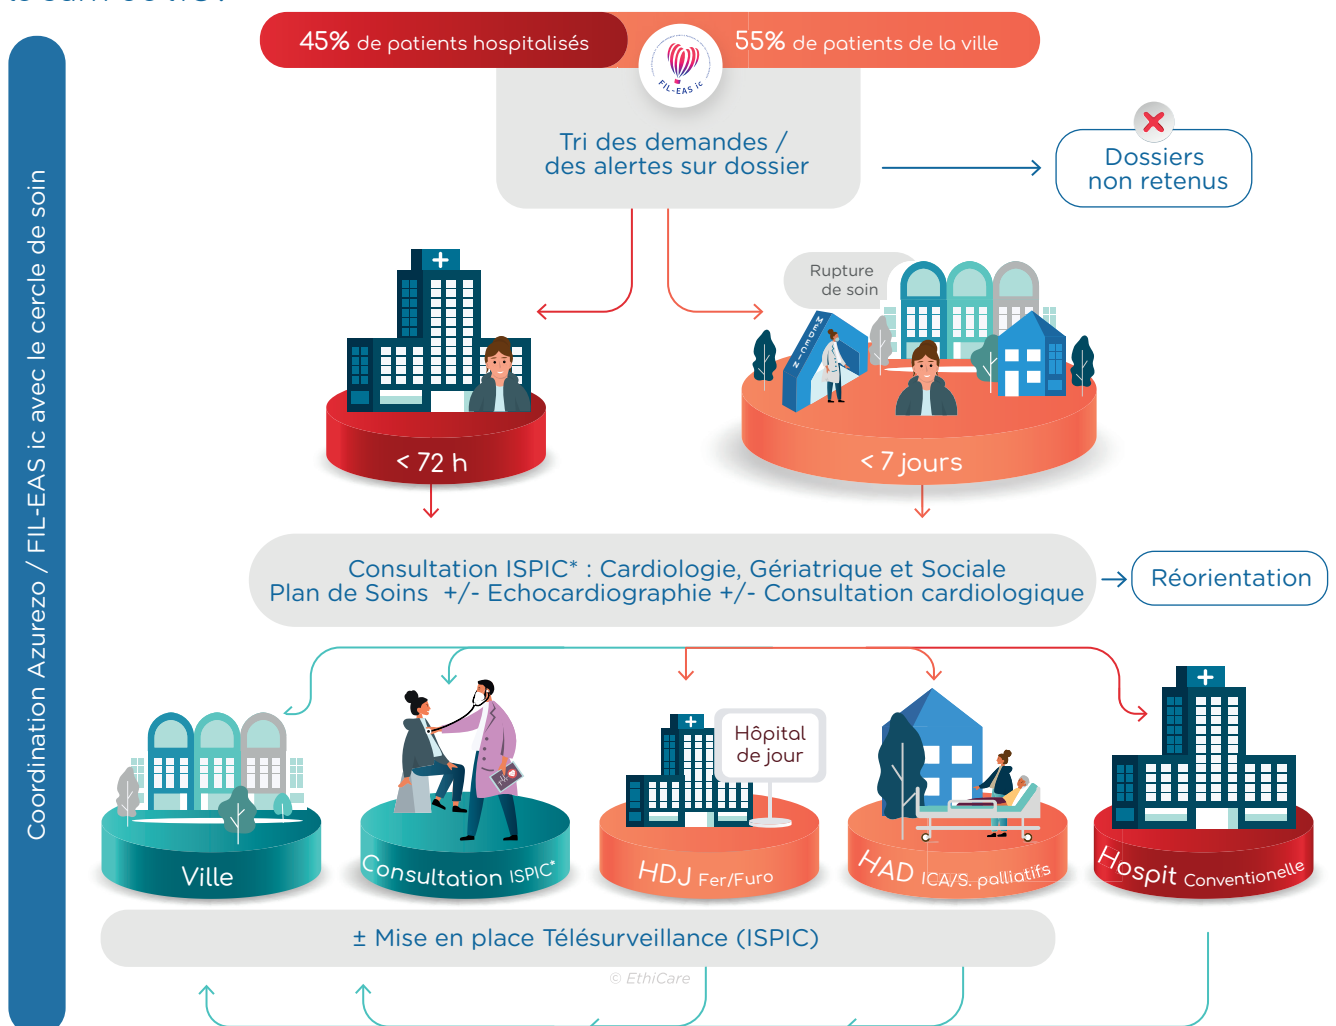 45% de patients hospitalisés
55% de patients de la ville
FIL-EAS ic
Tri des demandes /
des alertes sur dossier
Dossiers
non retenus
Coordination Azurezo / FIL-EAS ic avec le cercle de soin
Rupture
de soin
MEDECIN
< 72 h
< 7 jours
Consultation ISPIC* : Cardiologie, Gériatrique et Sociale
Plan de Soins +/- Echocardiographie +/- Consultation cardiologique
Réorientation
Hôpital
de jour
Ville
Consultation ISPIC*
HDJ Fer/Furo
HAD ICA/S. palliatifs
Hospit Conventionelle
± Mise en place Télésurveillance (ISPIC)
© EthiCare